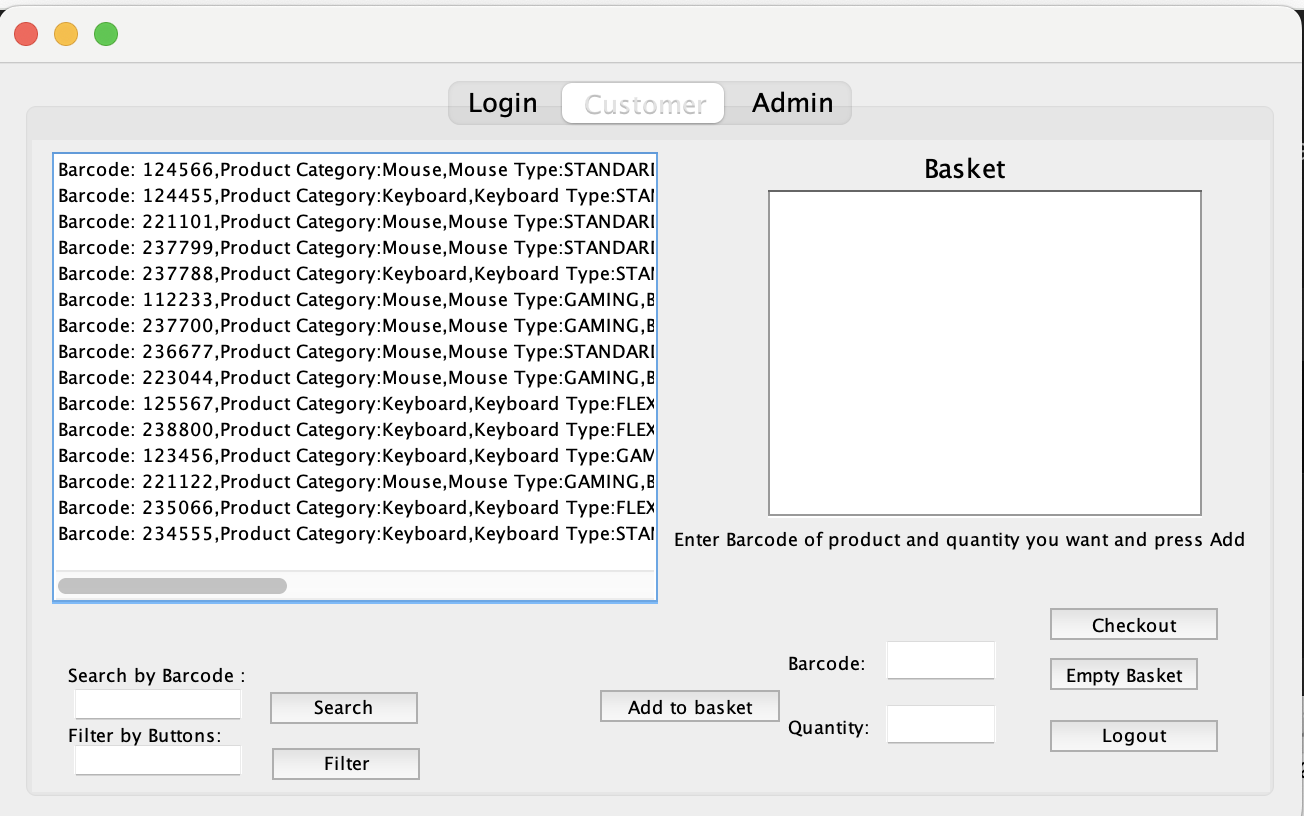 Login Customer Admin
Barcode: 124566,Product Category:Mouse,Mouse Type:STANDARD
Barcode: 124455,Product Category:Keyboard,Keyboard Type:STAN
Barcode: 221101,Product Category:Mouse,Mouse Type:STANDARD
Barcode: 237799,Product Category:Mouse,Mouse Type:STANDARD
Barcode: 237788,Product Category:Keyboard,Keyboard Type:STAN
Barcode: 112233,Product Category:Mouse,Mouse Type:GAMING,B
Barcode: 237700,Product Category:Mouse,Mouse Type:GAMING,B
Barcode: 236677,Product Category:Mouse,Mouse Type:STANDARD
Barcode: 223044,Product Category:Mouse,Mouse Type:GAMING,B
Barcode: 125567,Product Category:Keyboard,Keyboard Type:FLEX
Barcode: 238800,Product Category:Keyboard,Keyboard Type:FLEX
Barcode: 123456,Product Category:Keyboard,Keyboard Type:GAM
Barcode: 221122,Product Category:Mouse,Mouse Type:GAMING,B
Barcode: 235066,Product Category:Keyboard,Keyboard Type:FLEX
Barcode: 234555,Product Category:Keyboard,Keyboard Type:STAN
Basket
Enter Barcode of product and quantity you want and press Add
Search by Barcode :
Search
Filter by Buttons:
Filter
Add to basket
Barcode:
Quantity:
Checkout
Empty Basket
Logout